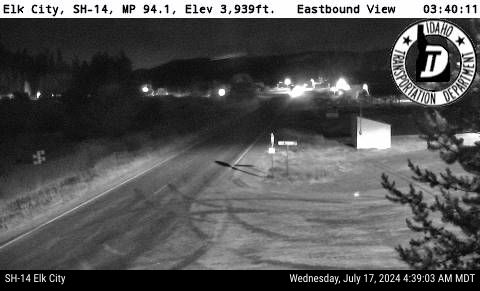 Elk City, SH-14, MP 94.1, Elev 3,939ft. Eastbound View 03:40:11
IDAHO
TRANSPORTATION DEPARTMENT
SH-14 Elk City Wednesday, July 17, 2024 4:39:03 AM MDT